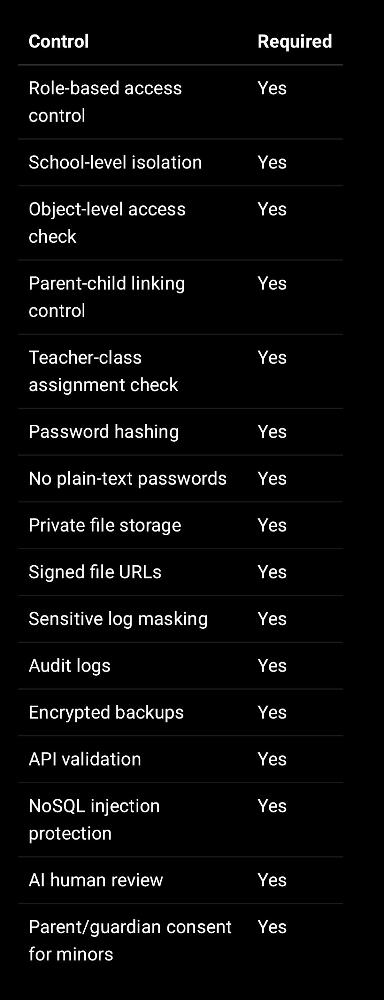 Control Required
Role-based access Yes
control
School-level isolation Yes
Object-level access Yes
check
Parent-child linking Yes
control
Teacher-class Yes
assignment check
Password hashing Yes
No plain-text passwords Yes
Private file storage Yes
Signed file URLs Yes
Sensitive log masking Yes
Audit logs Yes
Encrypted backups Yes
API validation Yes
NoSQL injection Yes
protection
AI human review Yes
Parent/guardian consent Yes
for minors